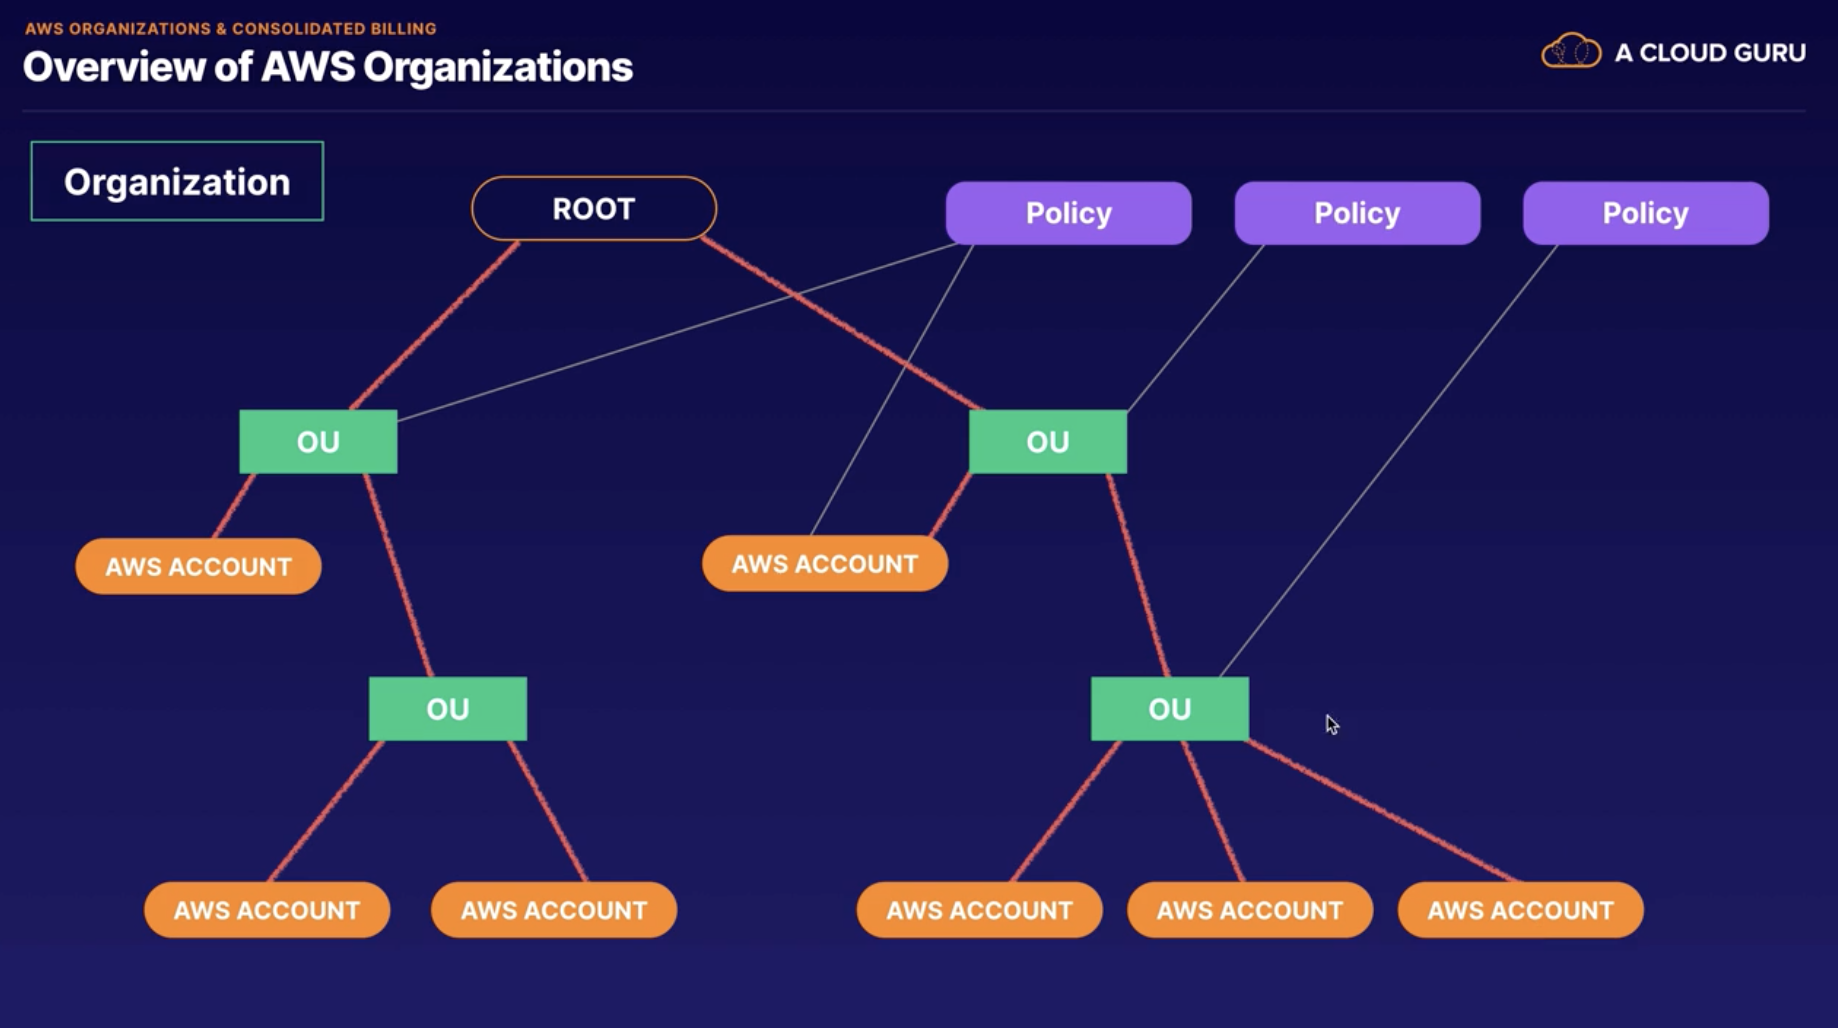 AWS ORGANIZATIONS & CONSOLIDATED BILLING
Overview of AWS Organizations
A CLOUD GURU
Organization
ROOT
Policy
Policy
Policy
OU
OU
AWS ACCOUNT
AWS ACCOUNT
OU
OU
AWS ACCOUNT
AWS ACCOUNT
AWS ACCOUNT
AWS ACCOUNT
AWS ACCOUNT